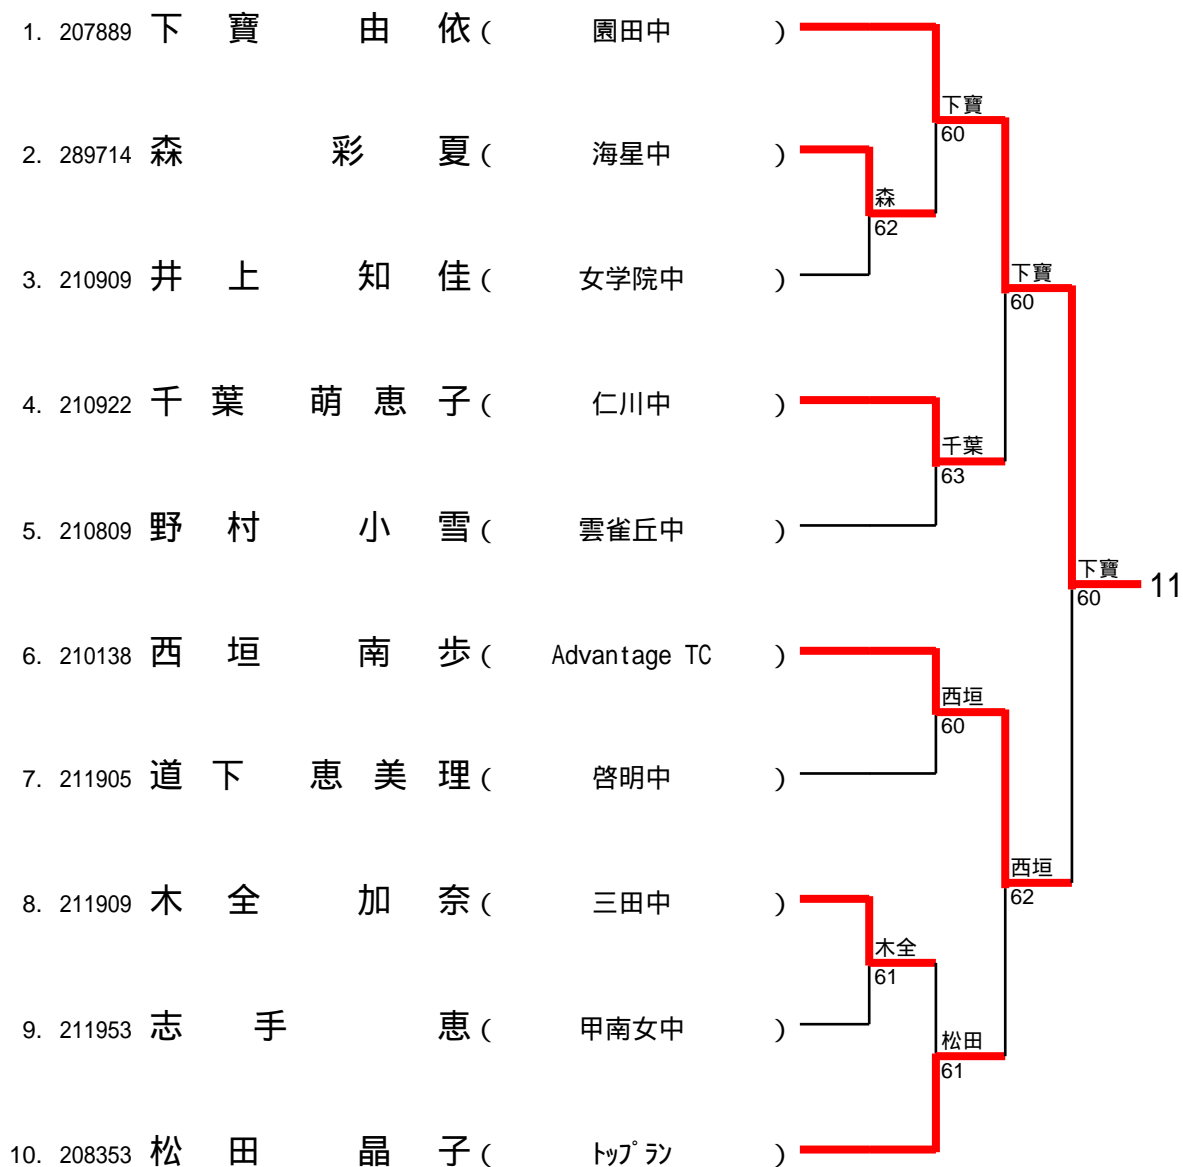 1. 207889 下寶 由依 ( 園田中 )
下寶
60
2. 289714 森 彩夏 ( 海星中 )
森
62
3. 210909 井上 知佳 ( 女学院中 )
下寶
60
4. 210922 千葉 萌恵子 ( 仁川中 )
千葉
63
5. 210809 野村 小雪 ( 雲雀丘中 )
下寶
60
11
6. 210138 西垣 南歩 ( Advantage TC )
西垣
60
7. 211905 道下 恵美理 ( 啓明中 )
西垣
62
8. 211909 木全 加奈 ( 三田中 )
木全
61
9. 211953 志手 恵 ( 甲南女中 )
松田
61
10. 208353 松田 晶子 ( ﾄｯﾌﾟﾗﾝ )